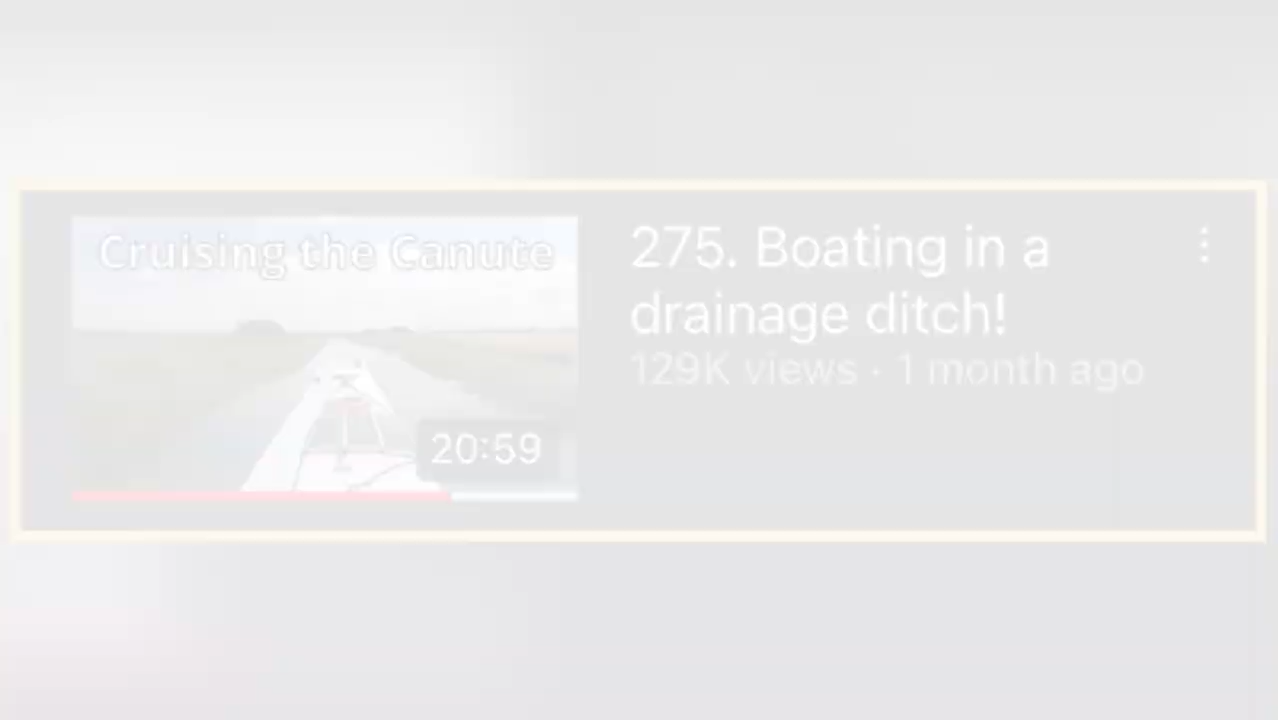 Cruising the Canute
20:59
275. Boating in a
drainage ditch!
129K views · 1 month ago